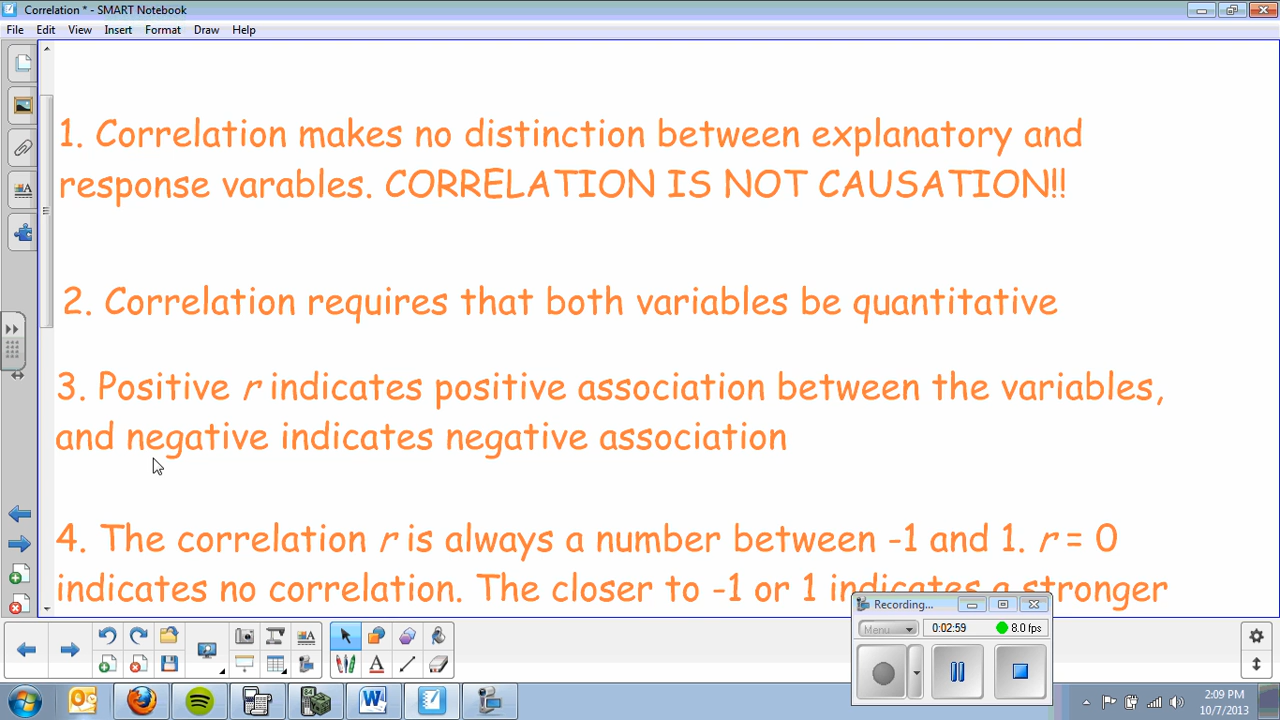 Correlation * - SMART Notebook
File Edit View Insert Format Draw Help
1. Correlation makes no distinction between explanatory and
response varables. CORRELATION IS NOT CAUSATION!!
2. Correlation requires that both variables be quantitative
3. Positive r indicates positive association between the variables,
and negative indicates negative association
4. The correlation r is always a number between -1 and 1. r = 0
indicates no correlation. The closer to -1 or 1 indicates a stronger
Recording...
Menu 0:02:59 8.0 fps
2:09 PM
10/7/2013